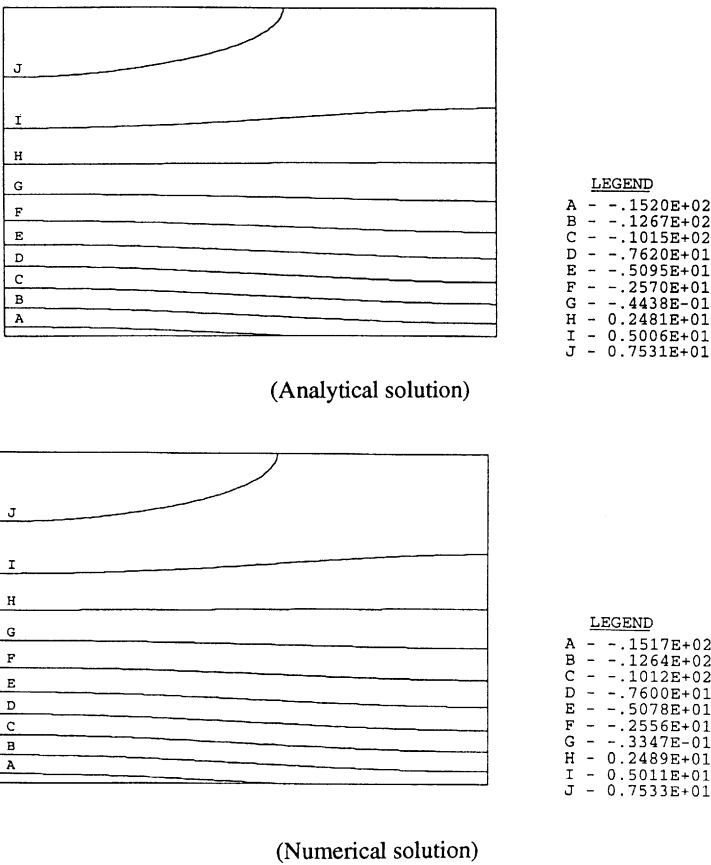 J
I
H
G
F
E
D
C
B
A
LEGEND
A - -.1520E+02
B - -.1267E+02
C - -.1015E+02
D - -.7620E+01
E - -.5095E+01
F - -.2570E+01
G - -.4438E-01
H - 0.2481E+01
I - 0.5006E+01
J - 0.7531E+01
(Analytical solution)
J
I
H
G
F
E
D
C
B
A
LEGEND
A - -.1517E+02
B - -.1264E+02
C - -.1012E+02
D - -.7600E+01
E - -.5078E+01
F - -.2556E+01
G - -.3347E-01
H - 0.2489E+01
I - 0.5011E+01
J - 0.7533E+01
(Numerical solution)